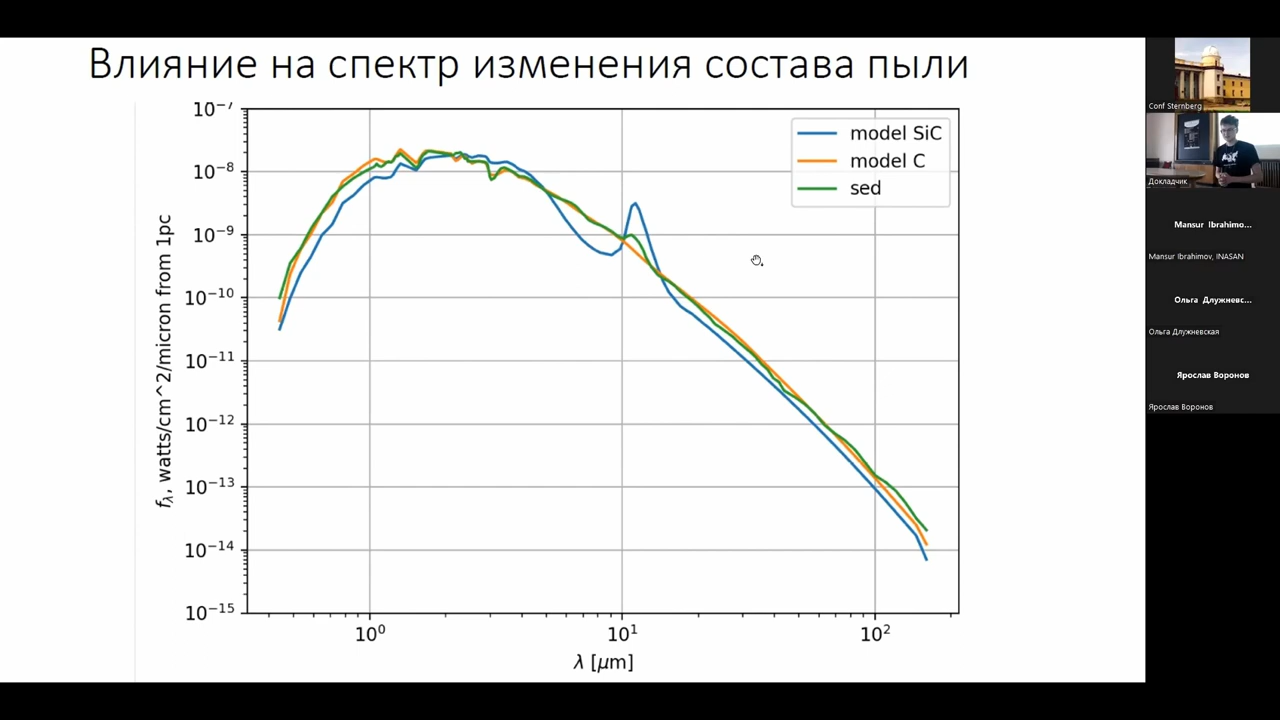 Влияние на спектр изменения состава пыли
10⁻⁷
10⁻⁸
10⁻⁹
10⁻¹⁰
10⁻¹¹
10⁻¹²
10⁻¹³
10⁻¹⁴
10⁻¹⁵
f_λ, watts/cm^2/micron from 1pc
10⁰
10¹
10²
λ [μm]
model SiC
model C
sed
Conf Sternberg
Докладчик
Mansur Ibrahimo...
Mansur Ibrahimov, INASAN
Ольга Длужневс...
Ольга Длужневская
Ярослав Воронов
Ярослав Воронов